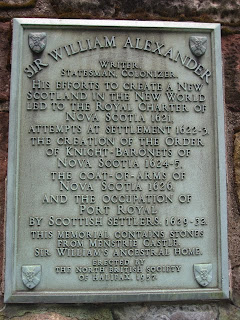 SIR WILLIAM ALEXANDER
WRITER
STATESMAN, COLONIZER.
HIS EFFORTS TO CREATE A NEW
SCOTLAND IN THE NEW WORLD
LED TO THE ROYAL CHARTER OF
NOVA SCOTIA 1621.
ATTEMPTS AT SETTLEMENT 1622-3.
THE CREATION OF THE ORDER
OF KNIGHT-BARONETS OF
NOVA SCOTIA 1624-5.
THE COAT-OF-ARMS OF
NOVA SCOTIA 1626.
AND THE OCCUPATION OF
PORT ROYAL
BY SCOTTISH SETTLERS. 1628-32.
THIS MEMORIAL CONTAINS STONES
FROM MENSTRIE CASTLE,
SIR WILLIAM'S ANCESTRAL HOME.
ERECTED BY
THE NORTH BRITISH SOCIETY
OF HALIFAX, 1957.